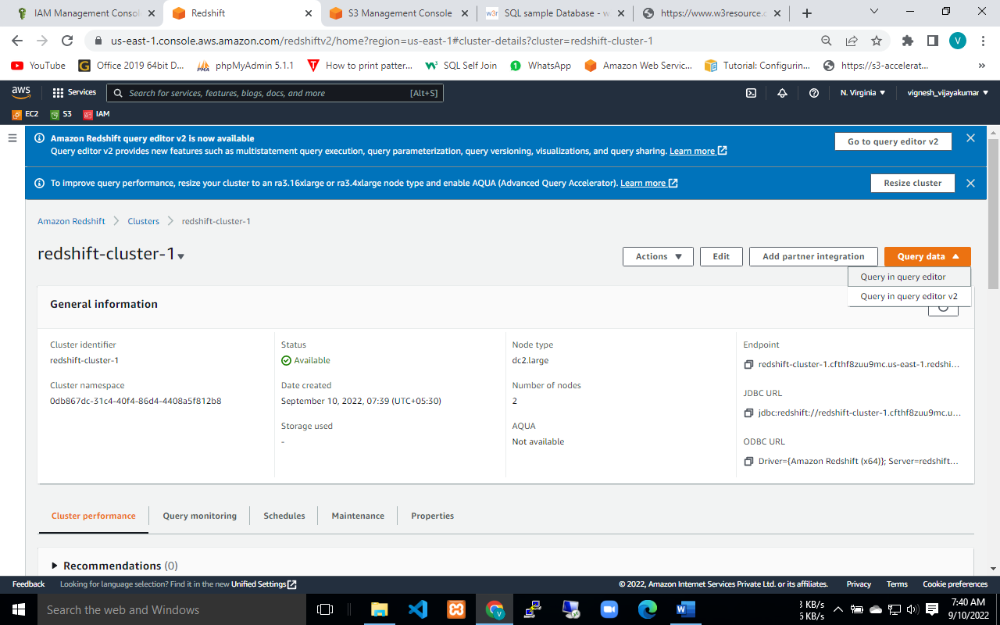 IAM Management Consol
Redshift
S3 Management Console
SQL sample Database - w
https://www.w3resource.c
us-east-1.console.aws.amazon.com/redshiftv2/home?region=us-east-1#cluster-details?cluster=redshift-cluster-1
V
YouTube
Office 2019 64bit D...
phpMyAdmin 5.1.1
How to print patter...
SQL Self Join
WhatsApp
Amazon Web Servic...
Tutorial: Configurin...
https://s3-accelerat...
aws
Services
Search for services, features, blogs, docs, and more
[Alt+S]
N. Virginia
vignesh_vijayakumar
EC2
S3
IAM
Amazon Redshift query editor v2 is now available
Query editor v2 provides new features such as multistatement query execution, query parameterization, query versioning, visualizations, and query sharing. Learn more
Go to query editor v2
To improve query performance, resize your cluster to an ra3.16xlarge or ra3.4xlarge node type and enable AQUA (Advanced Query Accelerator). Learn more
Resize cluster
Amazon Redshift
Clusters
redshift-cluster-1
redshift-cluster-1
Actions
Edit
Add partner integration
Query data
Query in query editor
Query in query editor v2
General information
Cluster identifier
redshift-cluster-1
Cluster namespace
0db867dc-31c4-40f4-86d4-4408a5f812b8
Status
Available
Date created
September 10, 2022, 07:39 (UTC+05:30)
Storage used
-
Node type
dc2.large
Number of nodes
2
AQUA
Not available
Endpoint
redshift-cluster-1.cfthf8zuu9mc.us-east-1.redshi...
JDBC URL
jdbc:redshift://redshift-cluster-1.cfthf8zuu9mc.u...
ODBC URL
Driver={Amazon Redshift (x64)}; Server=redshift...
Cluster performance
Query monitoring
Schedules
Maintenance
Properties
Recommendations (0)
Feedback
Looking for language selection? Find it in the new Unified Settings
© 2022, Amazon Internet Services Private Ltd. or its affiliates.
Privacy
Terms
Cookie preferences
Search the web and Windows
3 KB/s
6 KB/s
7:40 AM
9/10/2022